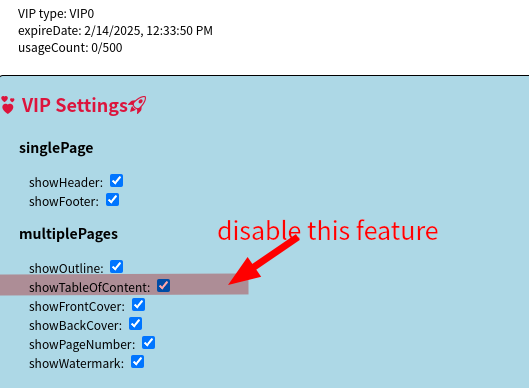 VIP type: VIP0
expireDate: 2/14/2025, 12:33:50 PM
usageCount: 0/500
VIP Settings
singlePage
showHeader:
showFooter:
disable this feature
multiplePages
showOutline:
showTableOfContent:
showFrontCover:
showBackCover:
showPageNumber:
showWatermark: